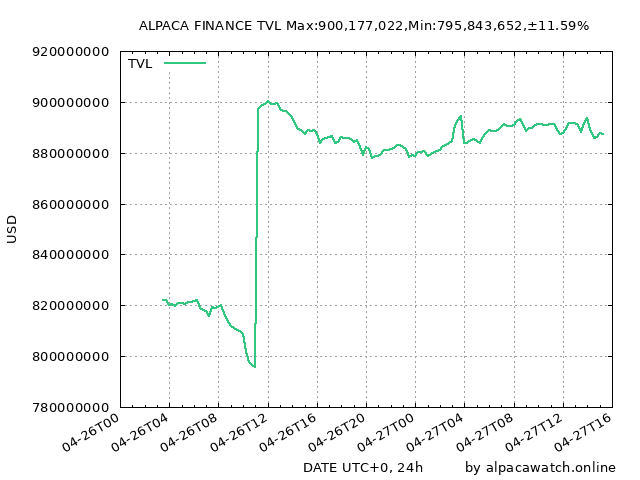 ALPACA FINANCE TVL Max:900,177,022,Min:795,843,652,±11.59%
TVL
USD
920000000
900000000
880000000
860000000
840000000
820000000
800000000
780000000
04-26T00
04-26T04
04-26T08
04-26T12
04-26T16
04-26T20
04-27T00
04-27T04
04-27T08
04-27T12
04-27T16
DATE UTC+0, 24h
by alpacawatch.online